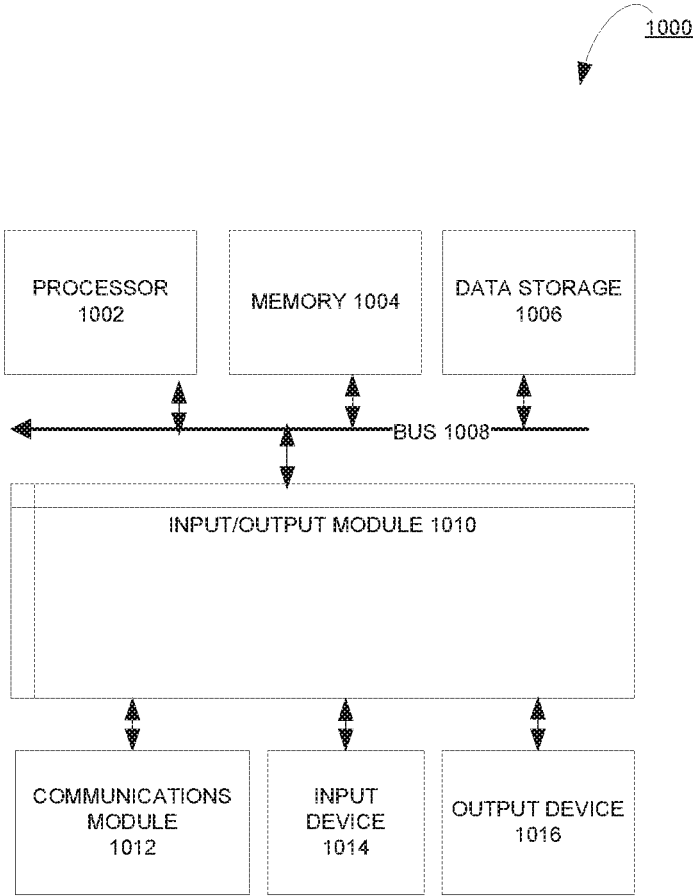 1000
PROCESSOR
1002
MEMORY 1004
DATA STORAGE
1006
BUS 1008
INPUT/OUTPUT MODULE 1010
COMMUNICATIONS
MODULE
1012
INPUT
DEVICE
1014
OUTPUT DEVICE
1016